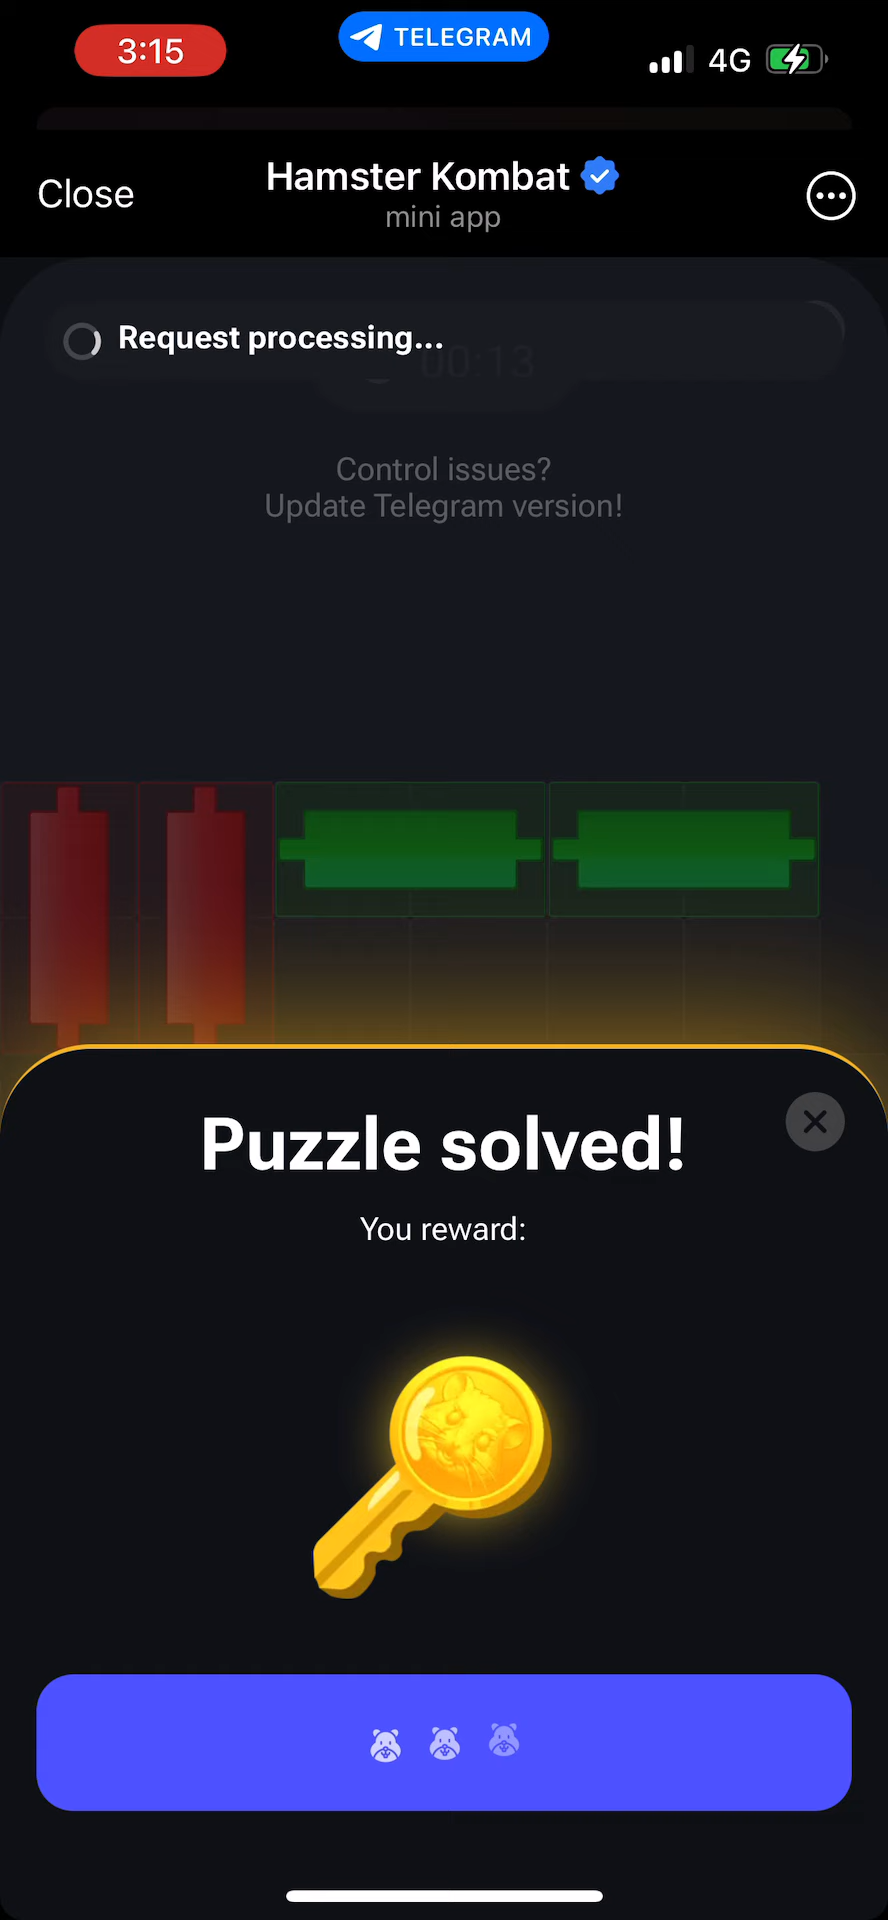 3:15
TELEGRAM
4G
Close
Hamster Kombat
mini app
Request processing...
00:13
Control issues?
Update Telegram version!
Puzzle solved!
You reward: